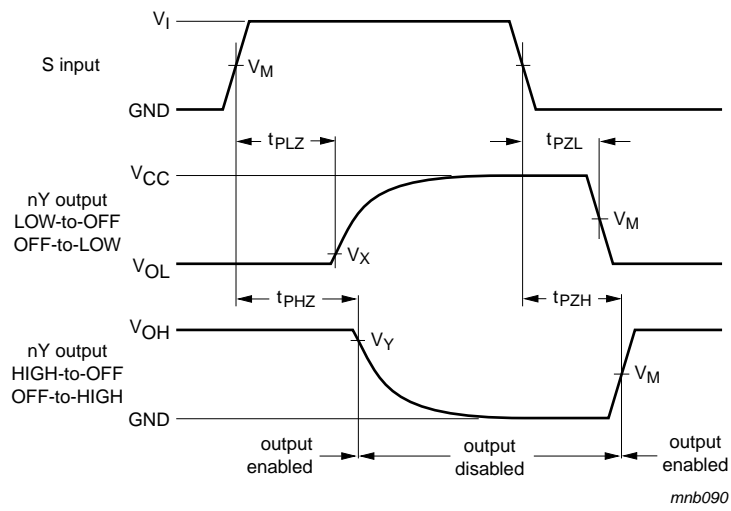 V_I
S input
V_M
GND
t_PLZ
t_PZL
V_CC
nY output
LOW-to-OFF
OFF-to-LOW
V_M
V_X
V_OL
t_PHZ
t_PZH
V_OH
nY output
HIGH-to-OFF
OFF-to-HIGH
V_Y
V_M
GND
output
enabled
output
disabled
output
enabled
mnb090